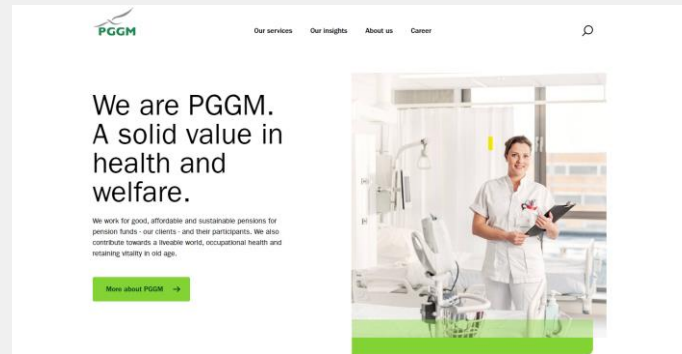 PGGM
Our services
Our insights
About us
Career
We are PGGM.
A solid value in
health and
welfare.
We work for good, affordable and sustainable pensions for
pension funds - our clients - and their participants. We also
contribute towards a liveable world, occupational health and
retaining vitality in old age.
More about PGGM